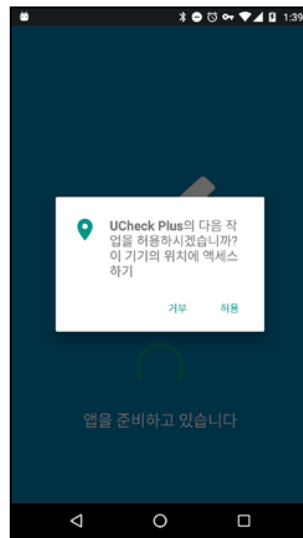 1:39
UCheck Plus의 다음 작
업을 허용하시겠습니까?
이 기기의 위치에 액세스
하기
거부 허용
앱을 준비하고 있습니다